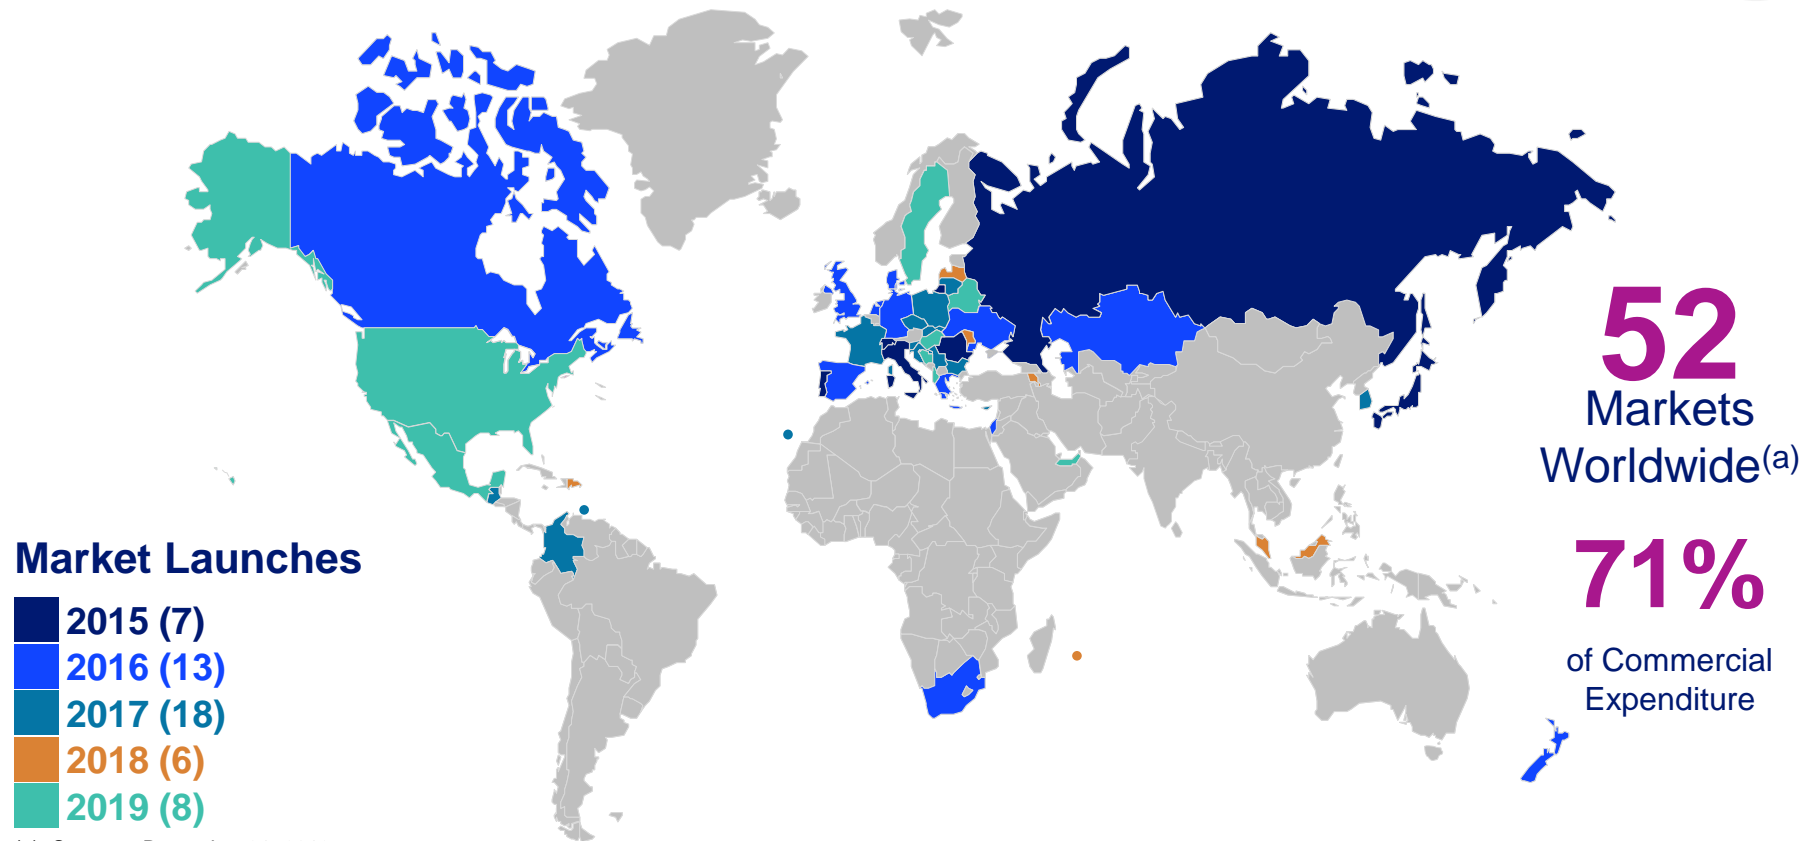 52
Markets
Worldwide(a)
71%
of Commercial
Expenditure
Market Launches
2015 (7)
2016 (13)
2017 (18)
2018 (6)
2019 (8)